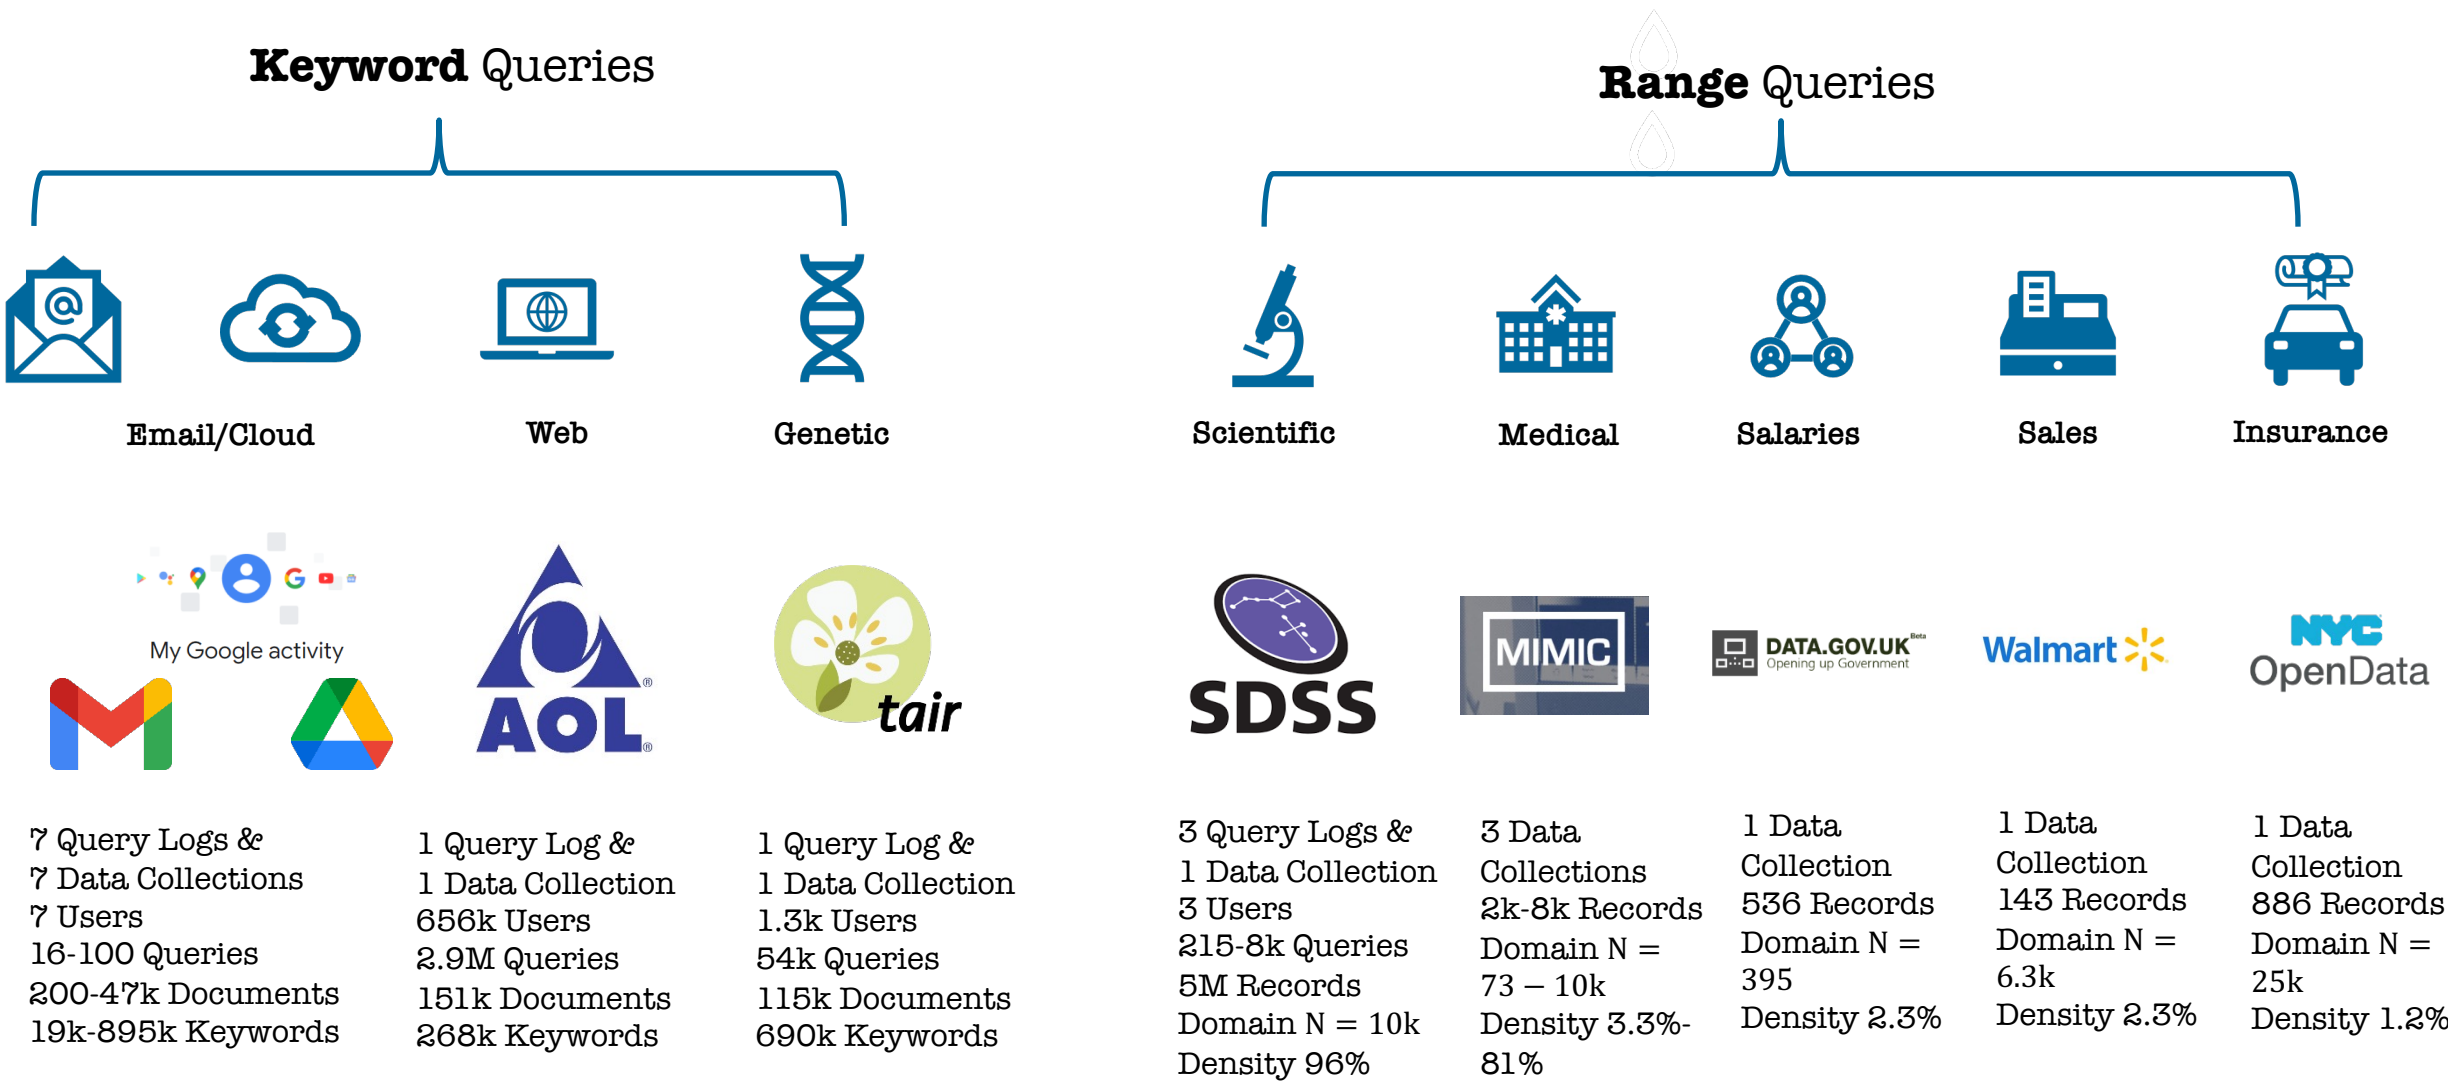 Keyword Queries
Range Queries
Email/Cloud
Web
Genetic
Scientific
Medical
Salaries
Sales
Insurance
My Google activity
AOL
tair
SDSS
MIMIC
DATA.GOV.UK Beta
Opening up Government
Walmart
NYC
OpenData
7 Query Logs &
7 Data Collections
7 Users
16-100 Queries
200-47k Documents
19k-895k Keywords
1 Query Log &
1 Data Collection
656k Users
2.9M Queries
151k Documents
268k Keywords
1 Query Log &
1 Data Collection
1.3k Users
54k Queries
115k Documents
690k Keywords
3 Query Logs &
1 Data Collection
3 Users
215-8k Queries
5M Records
Domain N = 10k
Density 96%
3 Data
Collections
2k-8k Records
Domain N =
73 – 10k
Density 3.3%-
81%
1 Data
Collection
536 Records
Domain N =
395
Density 2.3%
1 Data
Collection
143 Records
Domain N =
6.3k
Density 2.3%
1 Data
Collection
886 Records
Domain N =
25k
Density 1.2%